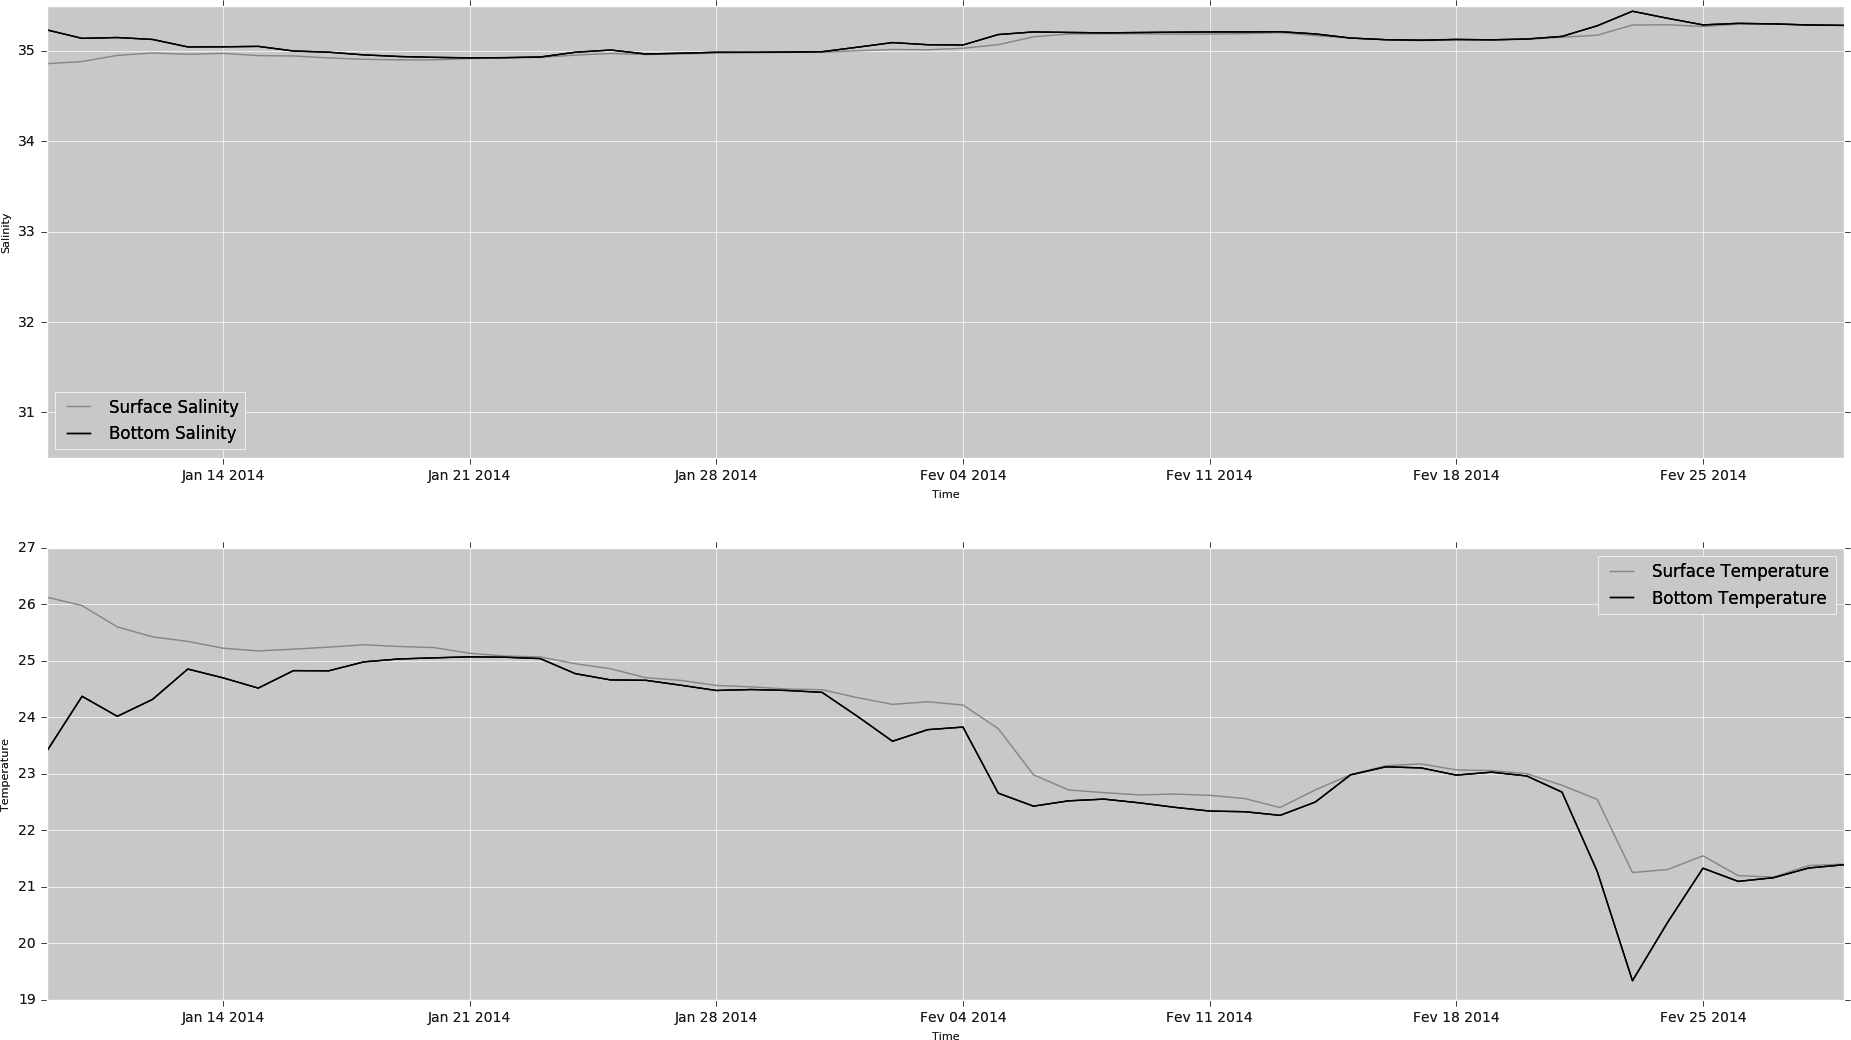 35
34
33
32
31
Salinity
Surface Salinity
Bottom Salinity
Jan 14 2014 Jan 21 2014 Jan 28 2014 Fev 04 2014 Fev 11 2014 Fev 18 2014 Fev 25 2014
Time
27
26
25
24
23
22
21
20
19
Temperature
Surface Temperature
Bottom Temperature
Jan 14 2014 Jan 21 2014 Jan 28 2014 Fev 04 2014 Fev 11 2014 Fev 18 2014 Fev 25 2014
Time